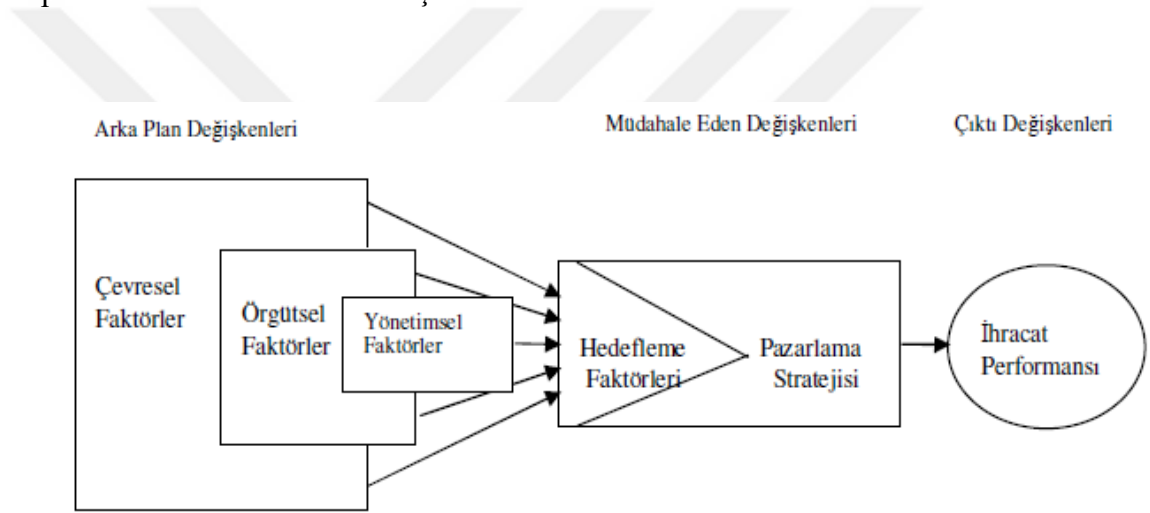 Arka Plan Değişkenleri
Müdahale Eden Değişkenleri
Çıktı Değişkenleri
Çevresel
Faktörler
Örgütsel
Faktörler
Yönetimsel
Faktörler
Hedefleme
Faktörleri
Pazarlama
Stratejisi
İhracat
Performansı